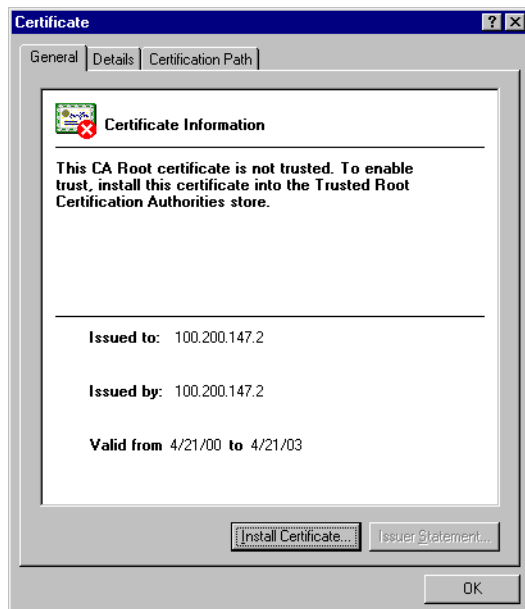 Certificate
General Details Certification Path
Certificate Information
This CA Root certificate is not trusted. To enable
trust, install this certificate into the Trusted Root
Certification Authorities store.
Issued to: 100.200.147.2
Issued by: 100.200.147.2
Valid from 4/21/00 to 4/21/03
Install Certificate... Issuer Statement...
OK